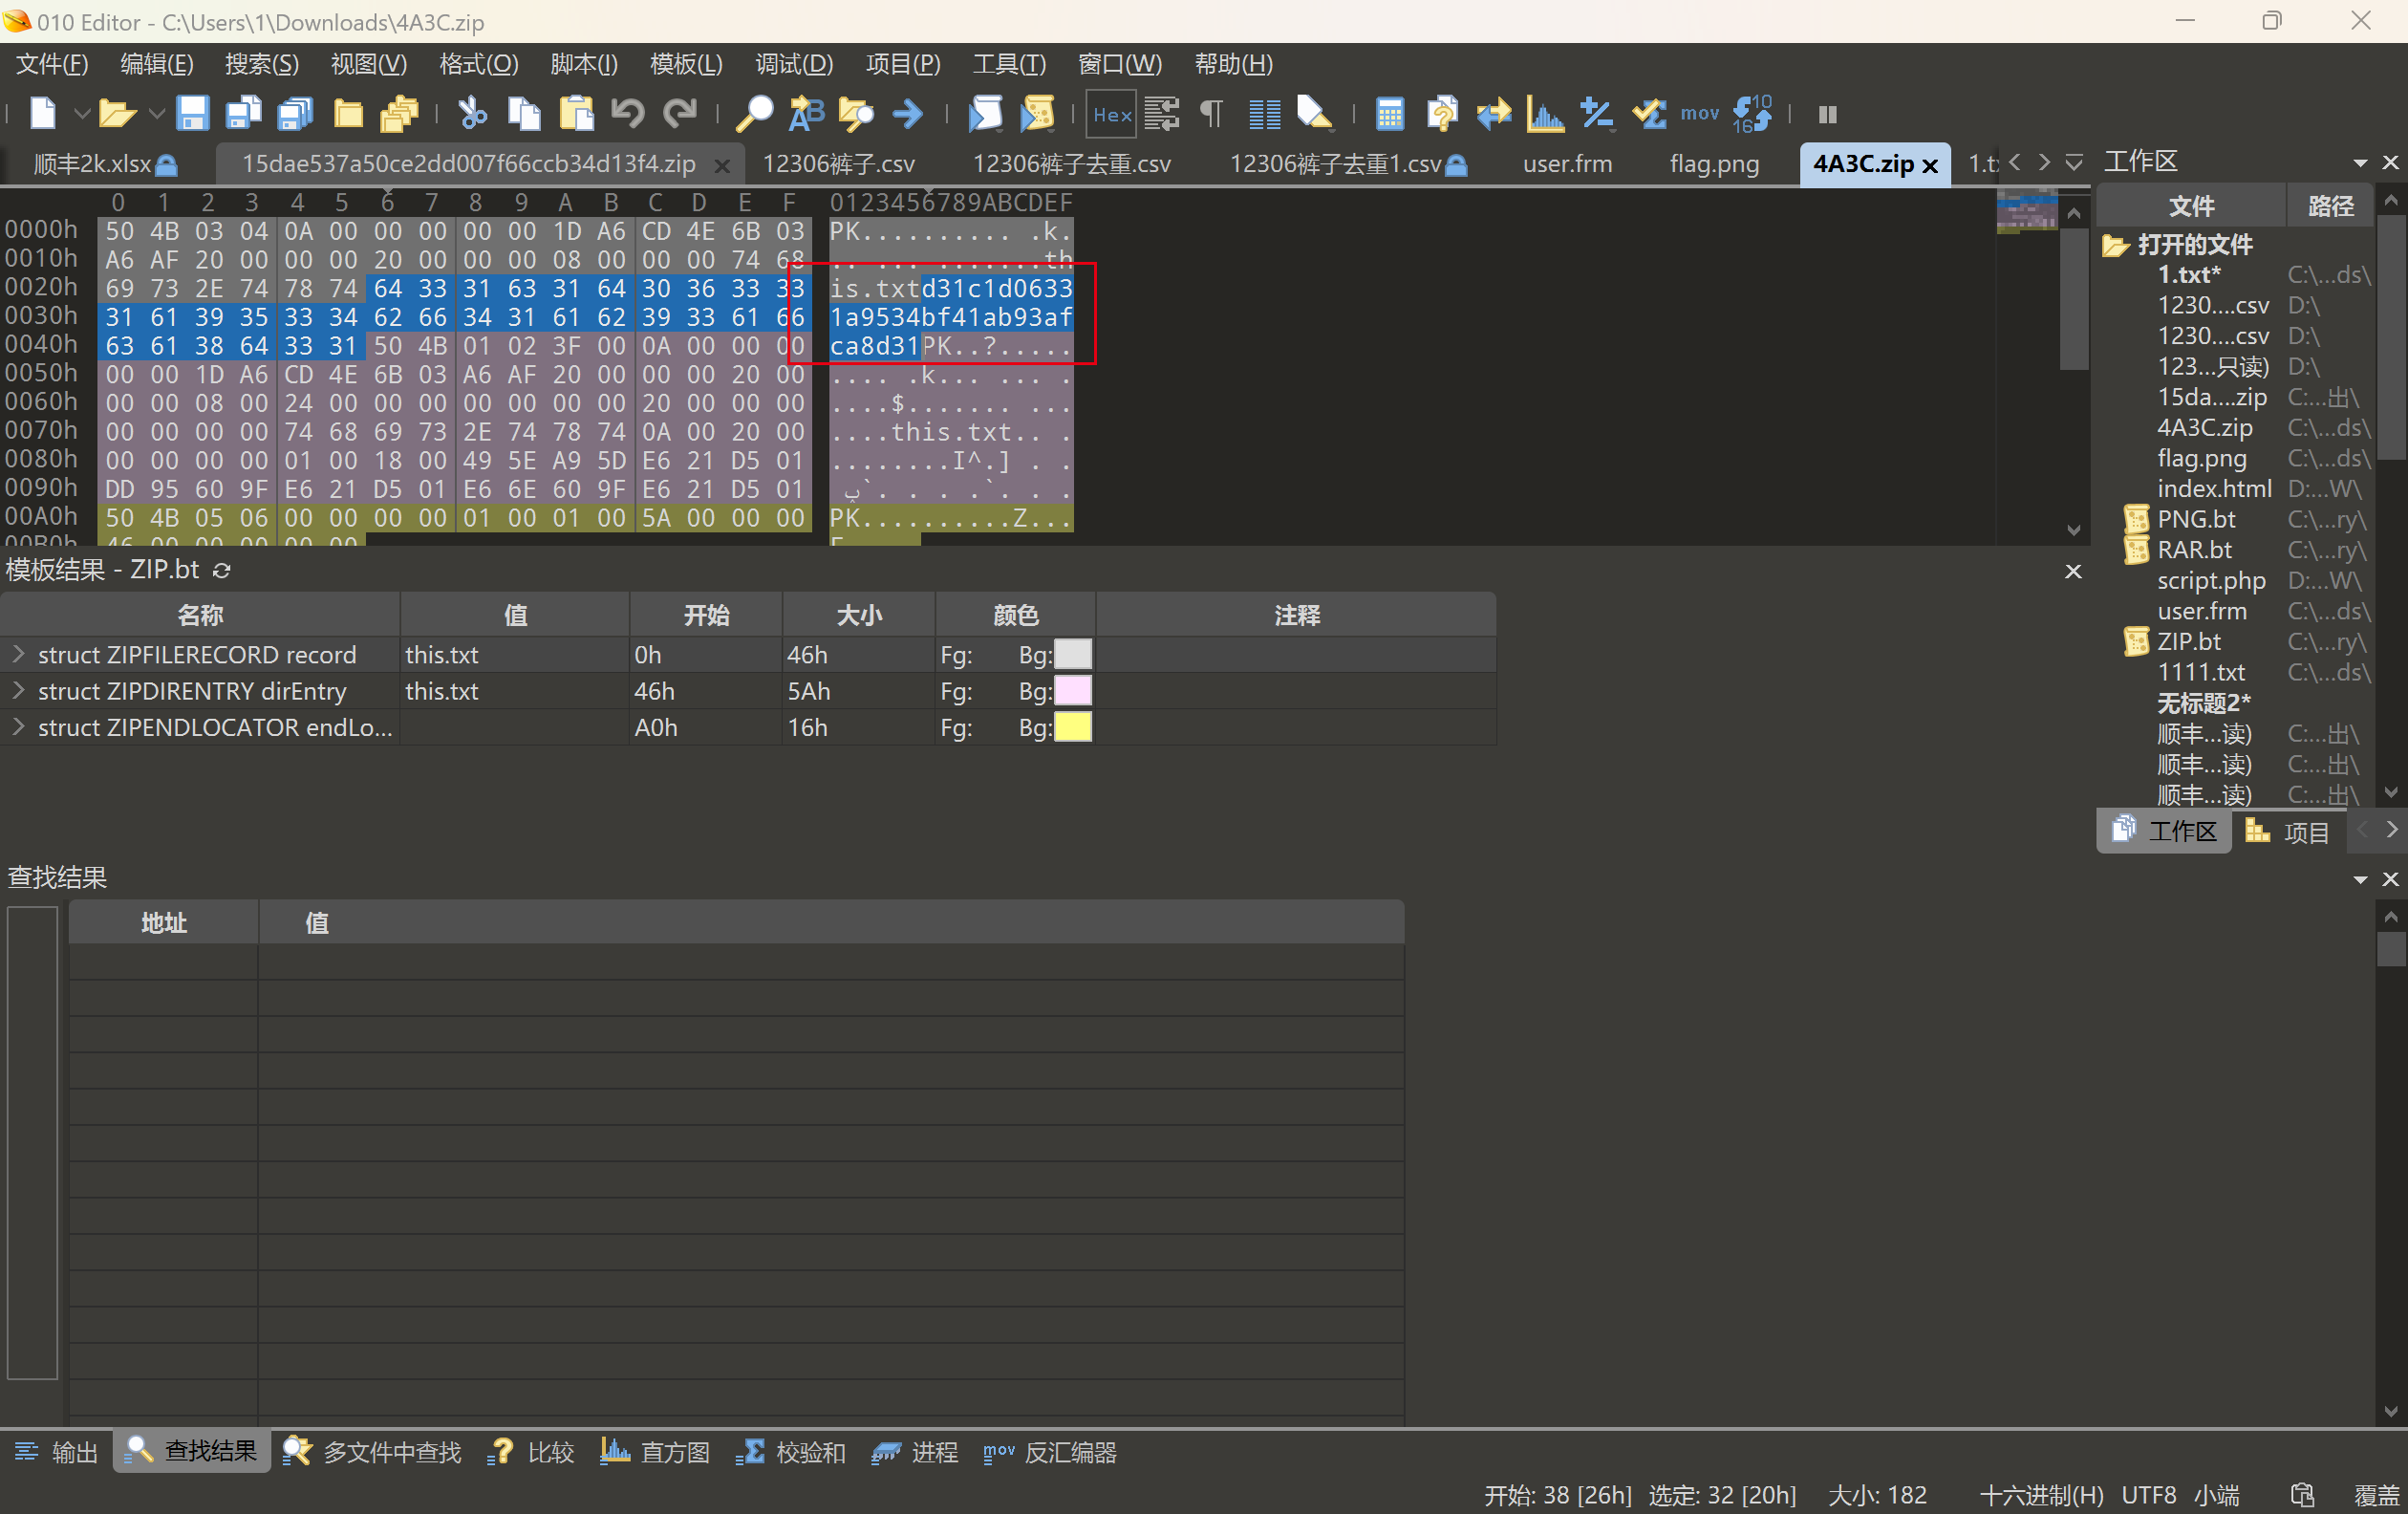 010 Editor - C:\Users\1\Downloads\4A3C.zip
文件(F) 编辑(E) 搜索(S) 视图(V) 格式(O) 脚本(I) 模板(L) 调试(D) 项目(P) 工具(T) 窗口(W) 帮助(H)
Hex mov
顺丰2k.xlsx 15dae537a50ce2dd007f66ccb34d13f4.zip 12306裤子.csv 12306裤子去重.csv 12306裤子去重1.csv user.frm flag.png 4A3C.zip
0 1 2 3 4 5 6 7 8 9 A B C D E F 0123456789ABCDEF
0000h 50 4B 03 04 0A 00 00 00 00 00 1D A6 CD 4E 6B 03 PK.......... .k.
0010h A6 AF 20 00 00 00 20 00 00 00 08 00 00 00 74 68 .. ... .......th
0020h 69 73 2E 74 78 74 64 33 31 63 31 64 30 36 33 33 is.txtd31c1d0633
0030h 31 61 39 35 33 34 62 66 34 31 61 62 39 33 61 66 1a9534bf41ab93af
0040h 63 61 38 64 33 31 50 4B 01 02 3F 00 0A 00 00 00 ca8d31PK..?.....
0050h 00 00 1D A6 CD 4E 6B 03 A6 AF 20 00 00 00 20 00 .... .k... ... .
0060h 00 00 08 00 24 00 00 00 00 00 00 00 20 00 00 00 ....$....... ...
0070h 00 00 00 00 74 68 69 73 2E 74 78 74 0A 00 20 00 ....this.txt.. .
0080h 00 00 00 00 01 00 18 00 49 5E A9 5D E6 21 D5 01 ........I^.] . .
0090h DD 95 60 9F E6 21 D5 01 E6 6E 60 9F E6 21 D5 01
00A0h 50 4B 05 06 00 00 00 00 01 00 01 00 5A 00 00 00 PK..........Z...
00B0h 46 00 00 00 00 00
模板结果 - ZIP.bt
名称 值 开始 大小 颜色 注释
struct ZIPFILERECORD record this.txt 0h 46h Fg: Bg:
struct ZIPDIRENTRY dirEntry this.txt 46h 5Ah Fg: Bg:
struct ZIPENDLOCATOR endLo... A0h 16h Fg: Bg:
工作区
文件 路径
打开的文件
1.txt* C:\...ds\
1230....csv D:\
1230....csv D:\
123...只读) D:\
15da....zip C:...出\
4A3C.zip C:\...ds\
flag.png C:\...ds\
index.html D:...W\
PNG.bt C:\...ry\
RAR.bt C:\...ry\
script.php D:...W\
user.frm C:\...ds\
ZIP.bt C:\...ry\
1111.txt C:\...ds\
无标题2*
顺丰...读) C:...出\
顺丰...读) C:...出\
顺丰...读) C:...出\
工作区 项目
查找结果
地址 值
输出 查找结果 多文件中查找 比较 直方图 校验和 进程 mov 反汇编器
开始: 38 [26h] 选定: 32 [20h] 大小: 182 十六进制(H) UTF8 小端 覆盖